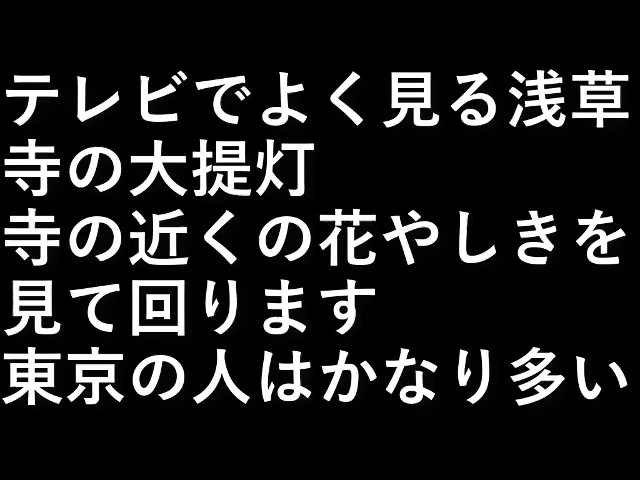 テレビでよく見る浅草
寺の大提灯
寺の近くの花やしきを
見て回ります
東京の人はかなり多い